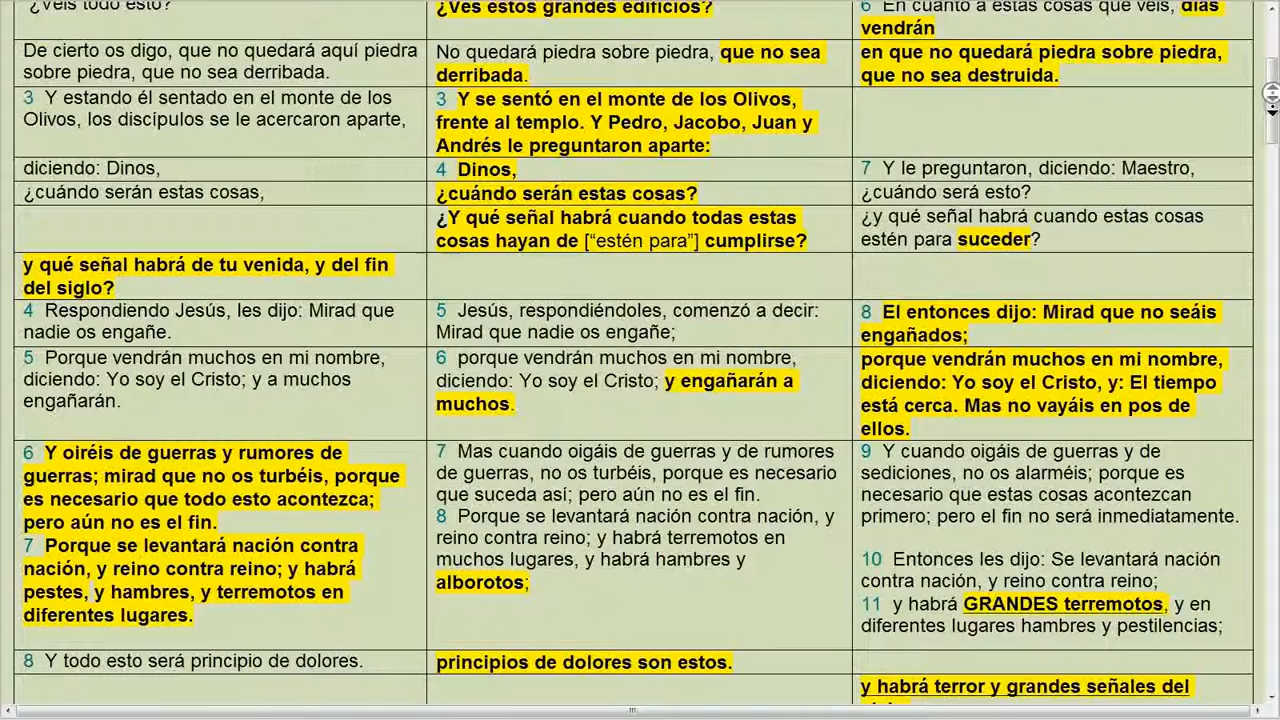 ¿Veis todo esto?
¿Ves estos grandes edificios?
6 En cuanto a estas cosas que veis, días
vendrán
De cierto os digo, que no quedará aquí piedra
sobre piedra, que no sea derribada.
No quedará piedra sobre piedra, que no sea
derribada.
en que no quedará piedra sobre piedra,
que no sea destruida.
3 Y estando él sentado en el monte de los
Olivos, los discípulos se le acercaron aparte,
3 Y se sentó en el monte de los Olivos,
frente al templo. Y Pedro, Jacobo, Juan y
Andrés le preguntaron aparte:
diciendo: Dinos,
4 Dinos,
7 Y le preguntaron, diciendo: Maestro,
¿cuándo serán estas cosas,
¿cuándo serán estas cosas?
¿cuándo será esto?
¿Y qué señal habrá cuando todas estas
cosas hayan de [“estén para”] cumplirse?
¿y qué señal habrá cuando estas cosas
estén para suceder?
y qué señal habrá de tu venida, y del fin
del siglo?
4 Respondiendo Jesús, les dijo: Mirad que
nadie os engañe.
5 Jesús, respondiéndoles, comenzó a decir:
Mirad que nadie os engañe;
8 El entonces dijo: Mirad que no seáis
engañados;
5 Porque vendrán muchos en mi nombre,
diciendo: Yo soy el Cristo; y a muchos
engañarán.
6 porque vendrán muchos en mi nombre,
diciendo: Yo soy el Cristo; y engañarán a
muchos.
porque vendrán muchos en mi nombre,
diciendo: Yo soy el Cristo, y: El tiempo
está cerca. Mas no vayáis en pos de
ellos.
6 Y oiréis de guerras y rumores de
guerras; mirad que no os turbéis, porque
es necesario que todo esto acontezca;
pero aún no es el fin.
7 Porque se levantará nación contra
nación, y reino contra reino; y habrá
pestes, y hambres, y terremotos en
diferentes lugares.
7 Mas cuando oigáis de guerras y de rumores
de guerras, no os turbéis, porque es necesario
que suceda así; pero aún no es el fin.
8 Porque se levantará nación contra nación, y
reino contra reino; y habrá terremotos en
muchos lugares, y habrá hambres y
alborotos;
9 Y cuando oigáis de guerras y de
sediciones, no os alarméis; porque es
necesario que estas cosas acontezcan
primero; pero el fin no será inmediatamente.
10 Entonces les dijo: Se levantará nación
contra nación, y reino contra reino;
11 y habrá GRANDES terremotos, y en
diferentes lugares hambres y pestilencias;
8 Y todo esto será principio de dolores.
principios de dolores son estos.
y habrá terror y grandes señales del